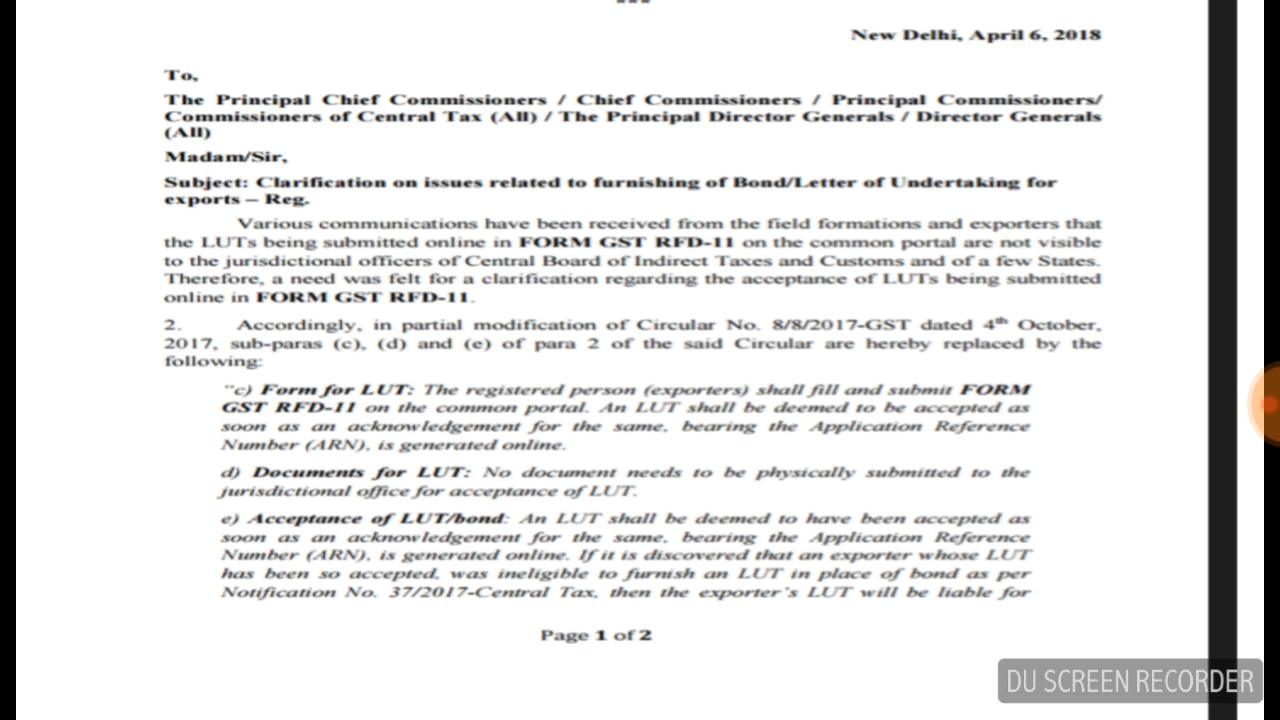 New Delhi, April 6, 2018
To,
The Principal Chief Commissioners / Chief Commissioners / Principal Commissioners/
Commissioners of Central Tax (All) / The Principal Director Generals / Director Generals
(All)
Madam/Sir,
Subject: Clarification on issues related to furnishing of Bond/Letter of Undertaking for
exports – Reg.
Various communications have been received from the field formations and exporters that
the LUTs being submitted online in FORM GST RFD-11 on the common portal are not visible
to the jurisdictional officers of Central Board of Indirect Taxes and Customs and of a few States.
Therefore, a need was felt for a clarification regarding the acceptance of LUTs being submitted
online in FORM GST RFD-11.
2. Accordingly, in partial modification of Circular No. 8/8/2017-GST dated 4th October,
2017, sub-paras (c), (d) and (e) of para 2 of the said Circular are hereby replaced by the
following:
"c) Form for LUT: The registered person (exporters) shall fill and submit FORM
GST RFD-11 on the common portal. An LUT shall be deemed to be accepted as
soon as an acknowledgement for the same, bearing the Application Reference
Number (ARN), is generated online.
d) Documents for LUT: No document needs to be physically submitted to the
jurisdictional office for acceptance of LUT.
e) Acceptance of LUT/bond: An LUT shall be deemed to have been accepted as
soon as an acknowledgement for the same, bearing the Application Reference
Number (ARN), is generated online. If it is discovered that an exporter whose LUT
has been so accepted, was ineligible to furnish an LUT in place of bond as per
Notification No. 37/2017-Central Tax, then the exporter's LUT will be liable for
Page 1 of 2
DU SCREEN RECORDER